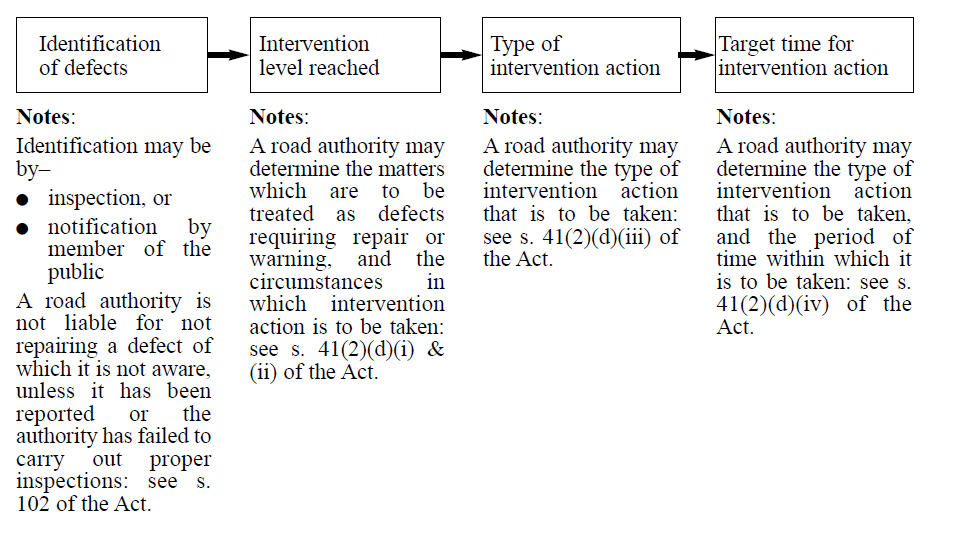 Identification
of defects
Intervention
level reached
Type of
intervention action
Target time for
intervention action
Notes:
Identification may be
by–
● inspection, or
● notification by
member of the
public
A road authority is
not liable for not
repairing a defect of
which it is not aware,
unless it has been
reported or the
authority has failed to
carry out proper
inspections: see s.
102 of the Act.
Notes:
A road authority may
determine the matters
which are to be
treated as defects
requiring repair or
warning, and the
circumstances in
which intervention
action is to be taken:
see s. 41(2)(d)(i) &
(ii) of the Act.
Notes:
A road authority may
determine the type of
intervention action
that is to be taken:
see s. 41(2)(d)(iii) of
the Act.
Notes:
A road authority may
determine the type of
intervention action
that is to be taken,
and the period of
time within which it
is to be taken: see s.
41(2)(d)(iv) of the
Act.